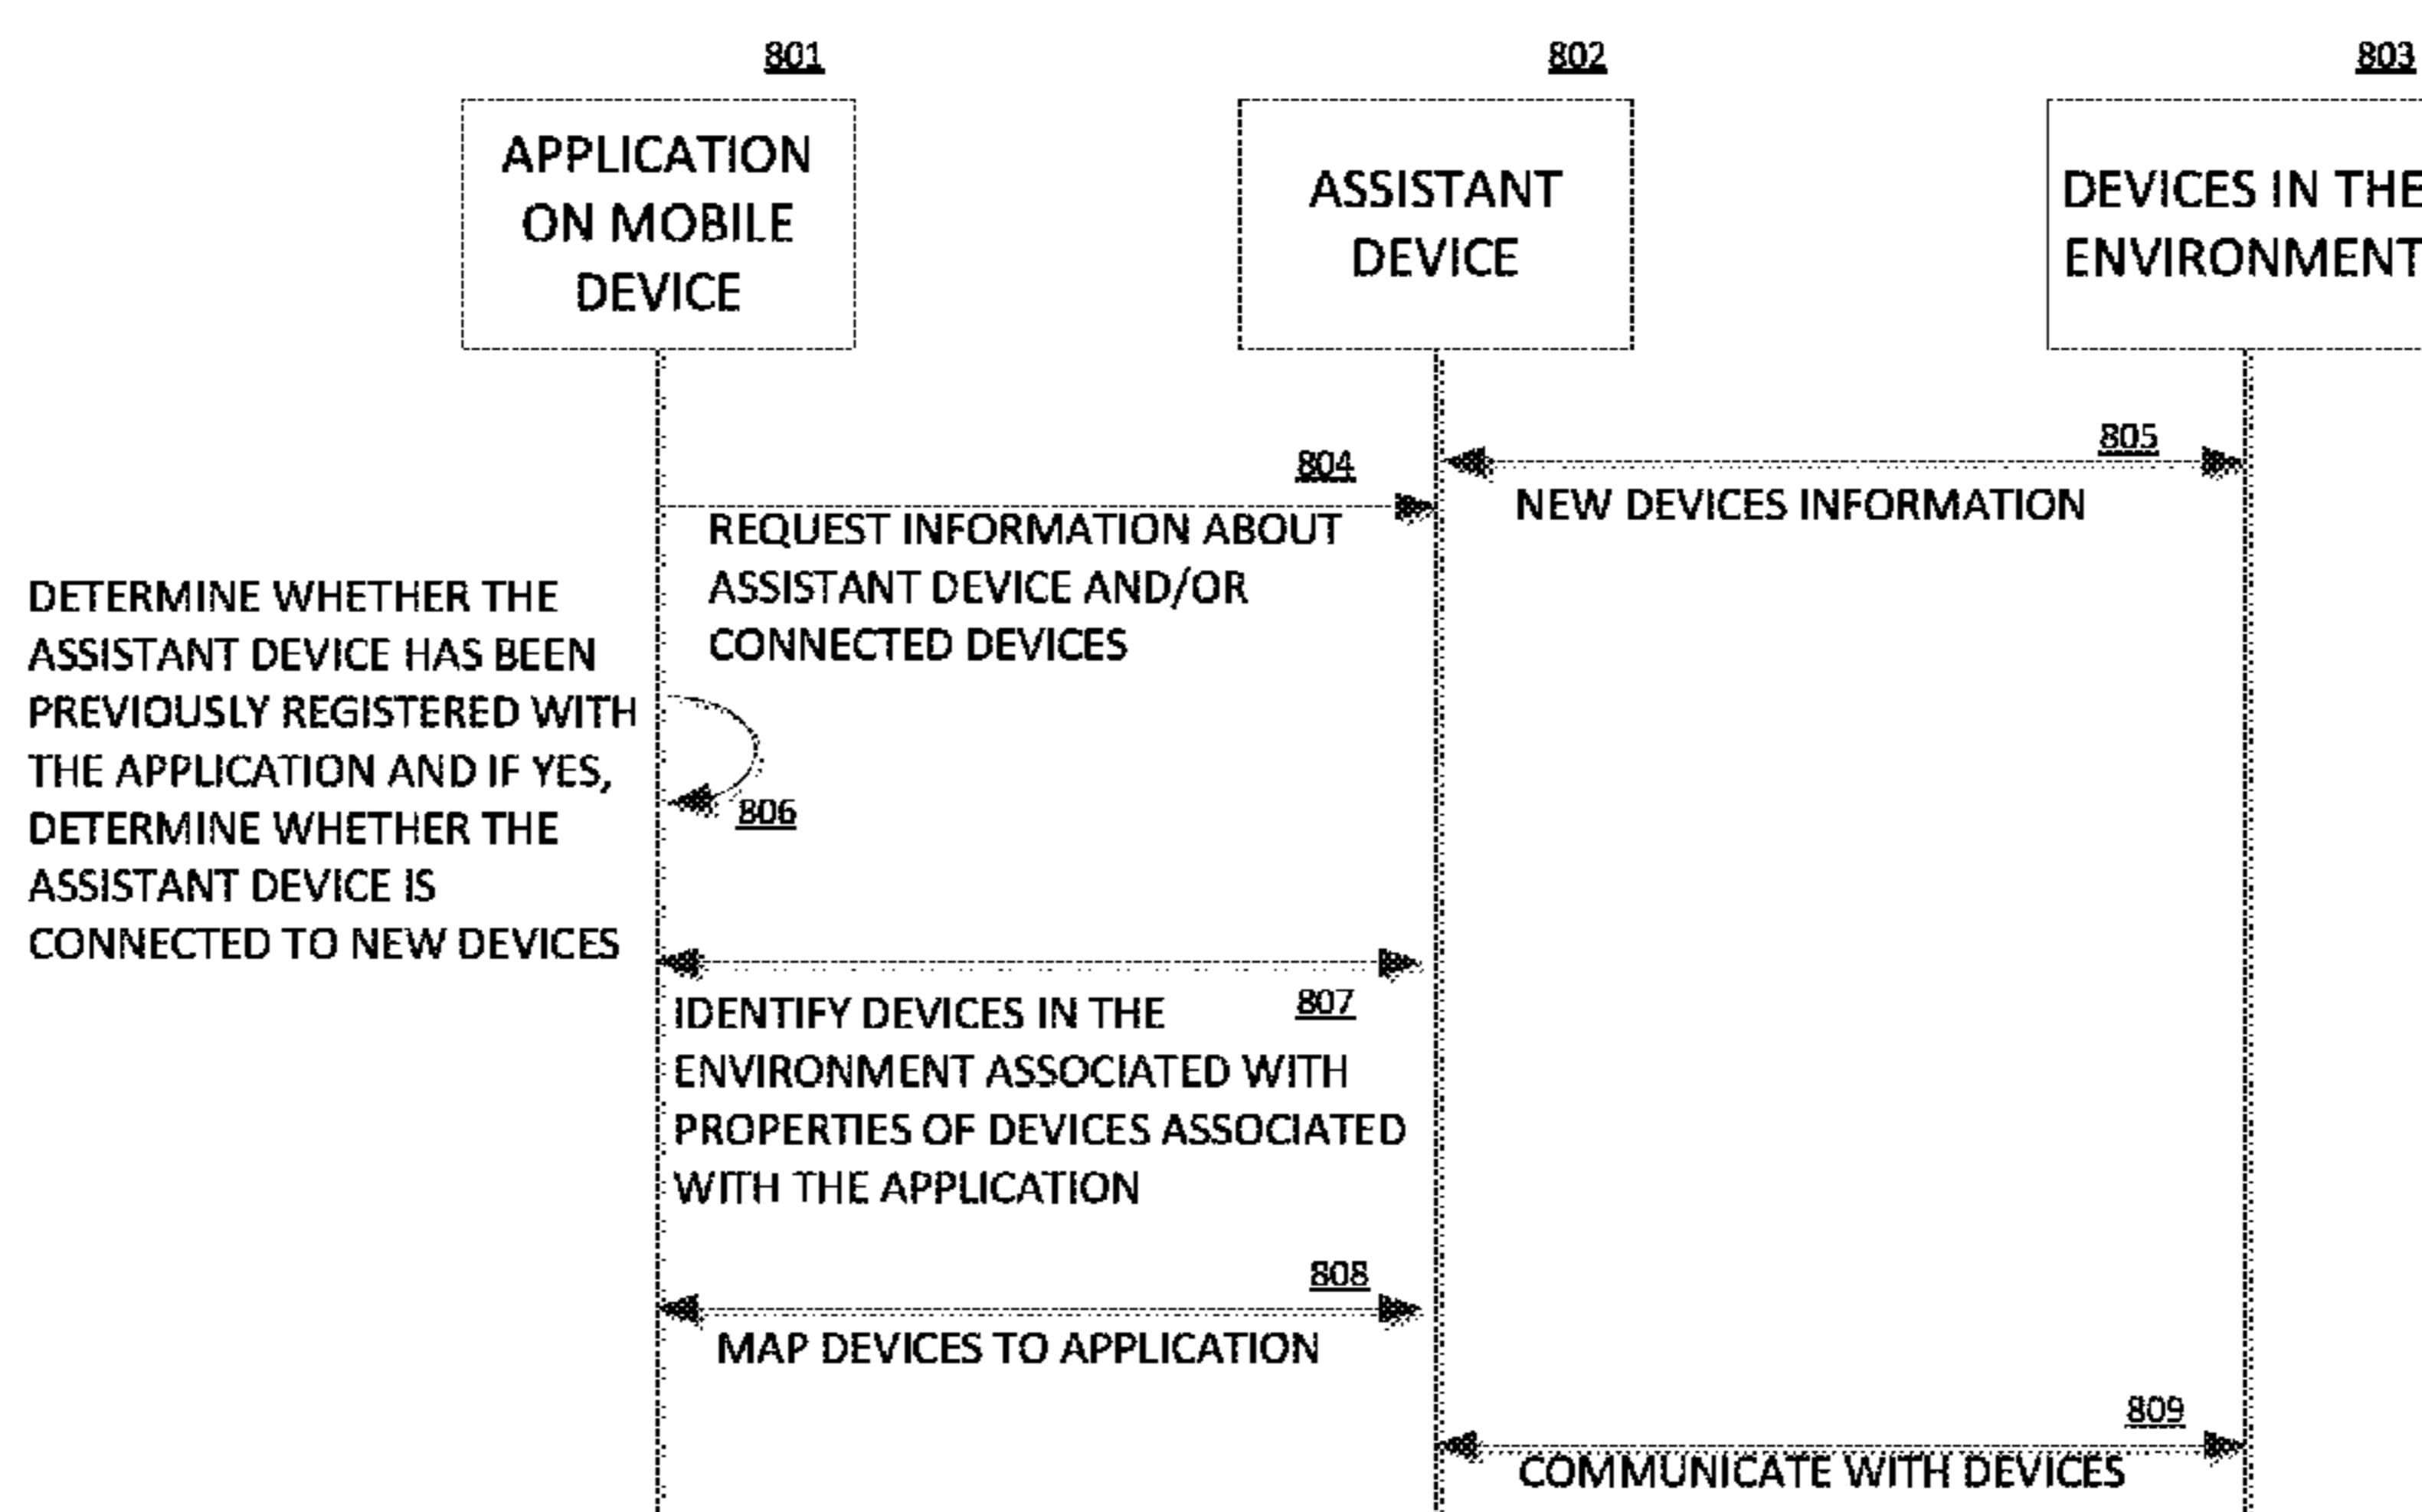 801
802
803
APPLICATION
ON MOBILE
DEVICE
ASSISTANT
DEVICE
DEVICES IN THE
ENVIRONMENT
805
NEW DEVICES INFORMATION
804
REQUEST INFORMATION ABOUT
ASSISTANT DEVICE AND/OR
CONNECTED DEVICES
DETERMINE WHETHER THE
ASSISTANT DEVICE HAS BEEN
PREVIOUSLY REGISTERED WITH
THE APPLICATION AND IF YES,
DETERMINE WHETHER THE
ASSISTANT DEVICE IS
CONNECTED TO NEW DEVICES
806
807
IDENTIFY DEVICES IN THE
ENVIRONMENT ASSOCIATED WITH
PROPERTIES OF DEVICES ASSOCIATED
WITH THE APPLICATION
808
MAP DEVICES TO APPLICATION
809
COMMUNICATE WITH DEVICES